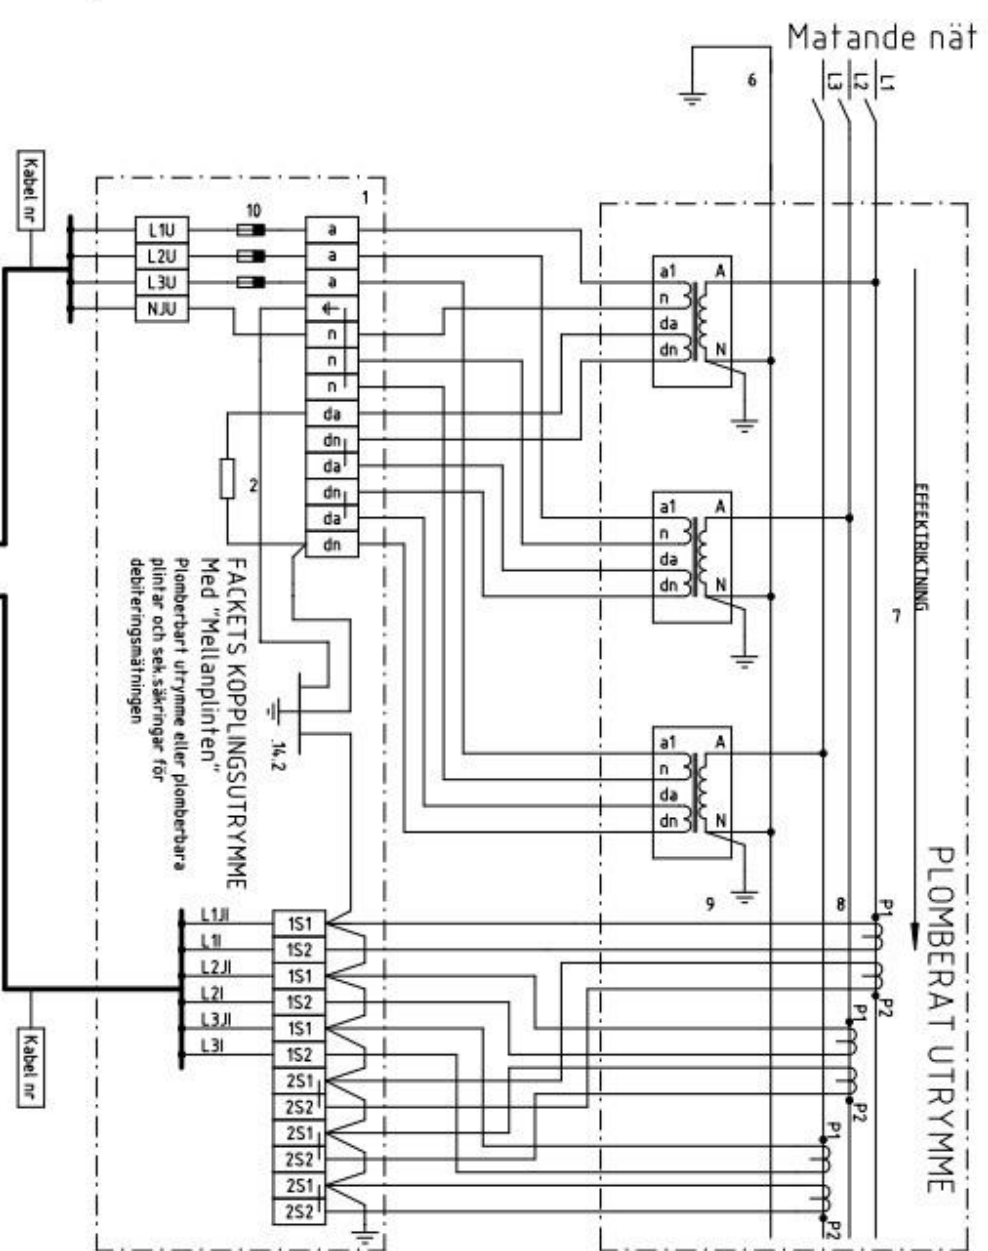 Matande nät
L3
L2
L1
6
Kabel nr
1
10
L1U
L2U
L3U
NJU
a
a
a
n
n
n
da
dn
da
dn
da
dn
2
a1
n
da
dn
A
N
a1
n
da
dn
A
N
a1
n
da
dn
A
N
EFFEKTRIKTNING
7
FACKETS KOPPLINGSUTRYMME
Med "Mellanplinten"
Plomberbart utrymme eller plomberbara
plintar och sek.säkringar för
debiteringsmätningen
14.2
PLOMBERAT UTRYMME
9
8
P1
P2
P1
P2
P1
P2
L1JI
L1I
L2JI
L2I
L3JI
L3I
1S1
1S2
1S1
1S2
1S1
1S2
2S1
2S2
2S1
2S2
2S1
2S2
Kabel nr